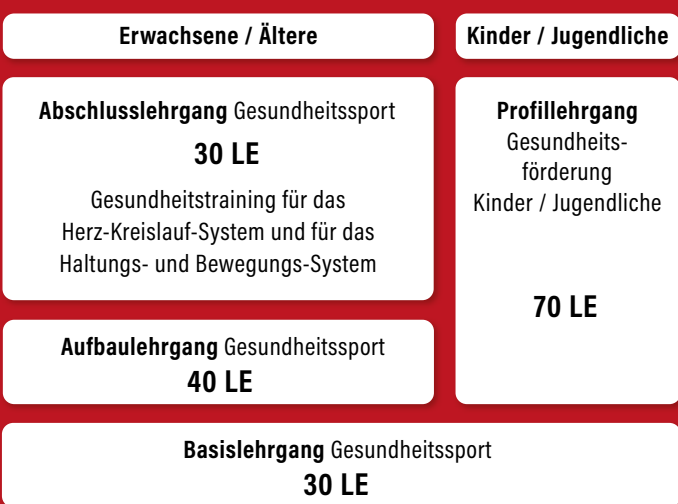 Erwachsene / Ältere
Kinder / Jugendliche
Abschlusslehrgang Gesundheitssport
30 LE
Gesundheitstraining für das
Herz-Kreislauf-System und für das
Haltungs- und Bewegungs-System
Profillehrgang
Gesundheits-
förderung
Kinder / Jugendliche
70 LE
Aufbaulehrgang Gesundheitssport
40 LE
Basislehrgang Gesundheitssport
30 LE